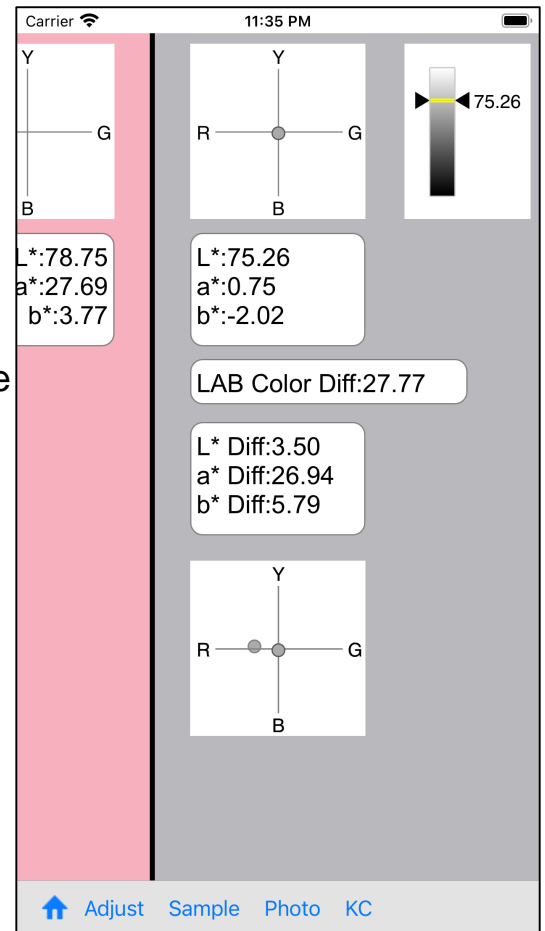 Carrier 11:35 PM
Y
G
B
L*:78.75
a*:27.69
b*:3.77
e
Y
R G
B
75.26
L*:75.26
a*:0.75
b*:-2.02
LAB Color Diff:27.77
L* Diff:3.50
a* Diff:26.94
b* Diff:5.79
Y
R G
B
Adjust Sample Photo KC